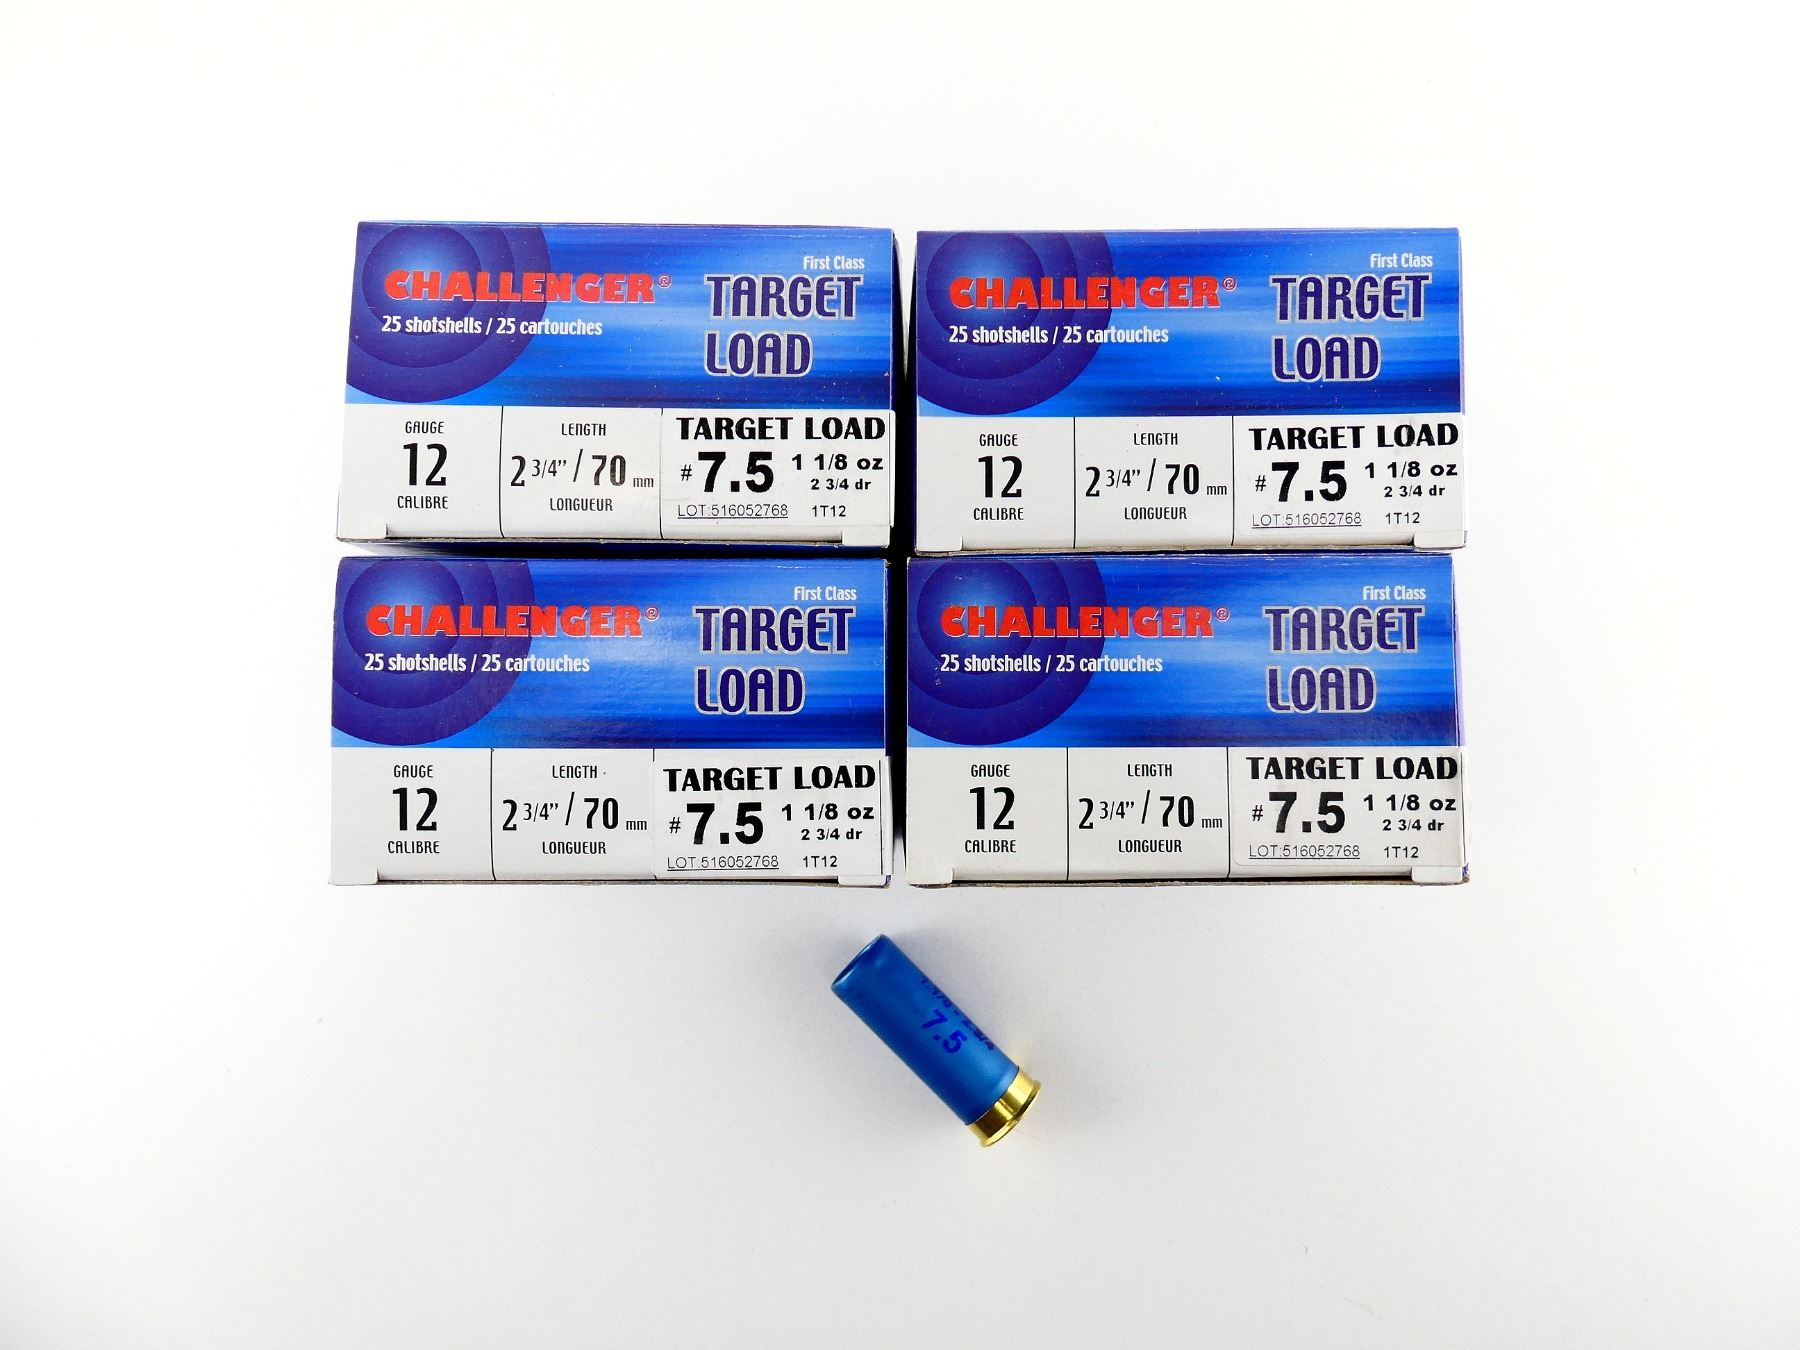 CHALLENGER®
25 shotshells / 25 cartouches
First Class
TARGET
LOAD
GAUGE
12
CALIBRE
LENGTH
2 3/4" / 70 mm
LONGUEUR
TARGET LOAD
# 7.5 1 1/8 oz
2 3/4 dr
LOT:516052768 1T12
CHALLENGER®
25 shotshells / 25 cartouches
First Class
TARGET
LOAD
GAUGE
12
CALIBRE
LENGTH
2 3/4" / 70 mm
LONGUEUR
TARGET LOAD
# 7.5 1 1/8 oz
2 3/4 dr
LOT:516052768 1T12
CHALLENGER®
25 shotshells / 25 cartouches
First Class
TARGET
LOAD
GAUGE
12
CALIBRE
LENGTH
2 3/4" / 70 mm
LONGUEUR
TARGET LOAD
# 7.5 1 1/8 oz
2 3/4 dr
LOT:516052768 1T12
CHALLENGER®
25 shotshells / 25 cartouches
First Class
TARGET
LOAD
GAUGE
12
CALIBRE
LENGTH
2 3/4" / 70 mm
LONGUEUR
TARGET LOAD
# 7.5 1 1/8 oz
2 3/4 dr
LOT:516052768 1T12
7.5